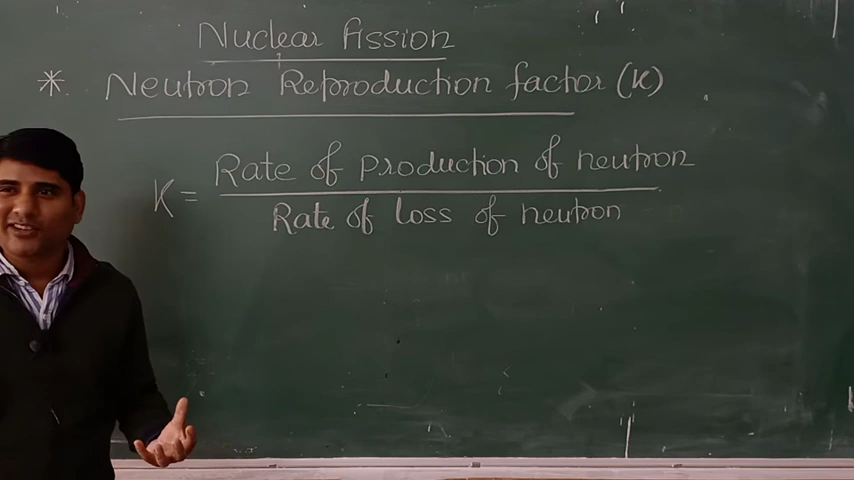 Nuclear fission
* Neutron Reproduction factor (K)
K = Rate of production of neutron
Rate of loss of neutron